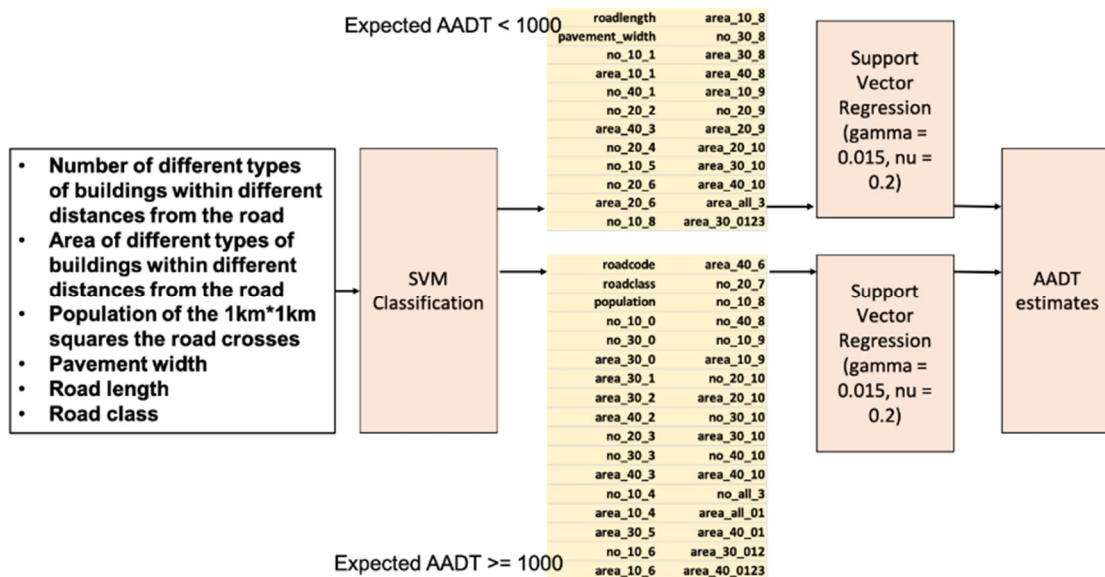 Expected AADT < 1000
roadlength area_10_8
pavement_width no_30_8
no_10_1 area_30_8
area_10_1 area_40_8
no_40_1 area_10_9
no_20_2 no_20_9
area_40_3 area_20_9
no_20_4 area_20_10
no_10_5 area_30_10
no_20_6 area_40_10
area_20_6 area_all_3
no_10_8 area_30_0123
Support
Vector
Regression
(gamma =
0.015, nu =
0.2)
• Number of different types
of buildings within different
distances from the road
• Area of different types of
buildings within different
distances from the road
• Population of the 1km*1km
squares the road crosses
• Pavement width
• Road length
• Road class
SVM
Classification
roadcode area_40_6
roadclass no_20_7
population no_10_8
no_10_0 no_40_8
no_30_0 no_10_9
area_30_0 area_10_9
area_30_1 no_20_10
area_30_2 area_20_10
area_40_2 no_30_10
no_20_3 area_30_10
no_30_3 no_40_10
area_40_3 area_40_10
no_10_4 no_all_3
area_10_4 area_all_01
area_30_5 area_40_01
no_10_6 area_30_012
area_10_6 area_40_0123
Expected AADT >= 1000
Support
Vector
Regression
(gamma =
0.015, nu =
0.2)
AADT
estimates